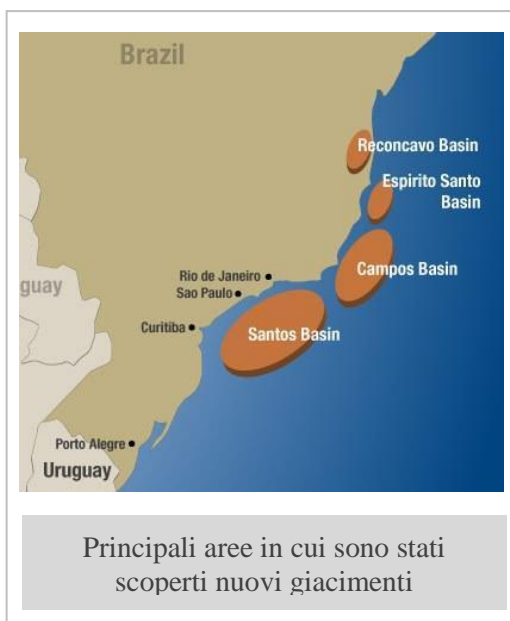 Brazil
Reconcavo Basin
Espirito Santo
Basin
Campos Basin
guay
Rio de Janeiro
Sao Paulo
Curitiba
Santos Basin
Porto Alegre
Uruguay
Principali aree in cui sono stati
scoperti nuovi giacimenti